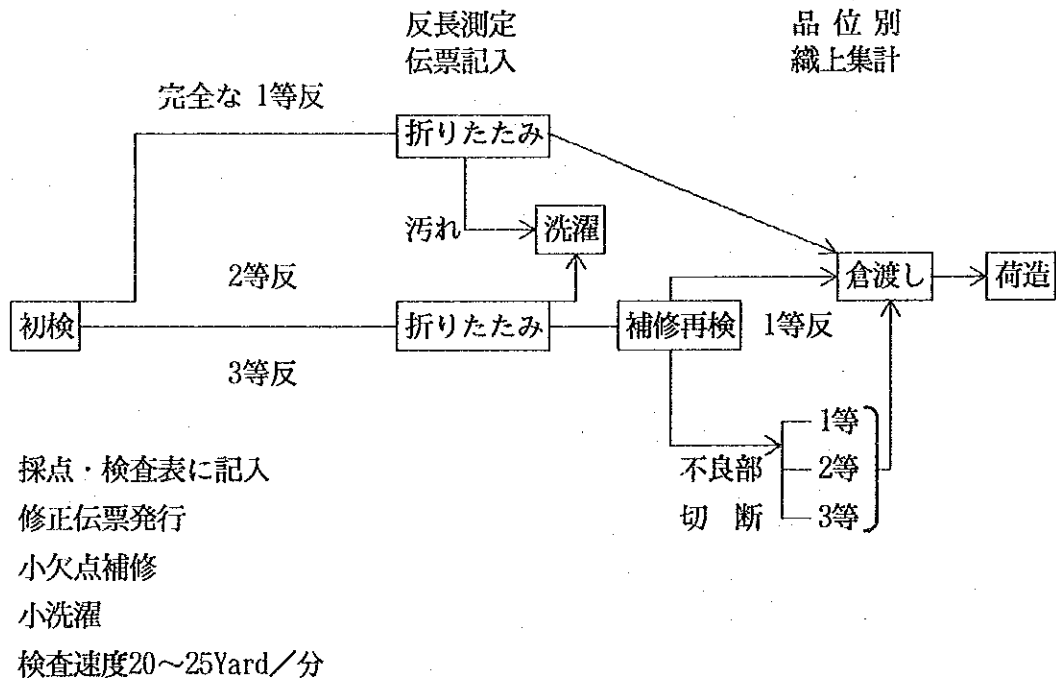 反長測定
伝票記入
品位別
織上集計
完全な 1等反
折りたたみ
汚れ
洗濯
2等反
倉渡し
荷造
初検
折りたたみ
補修再検
1等反
3等反
1等
不良部
2等
切断
3等
採点・検査表に記入
修正伝票発行
小欠点補修
小洗濯
検査速度20～25Yard／分